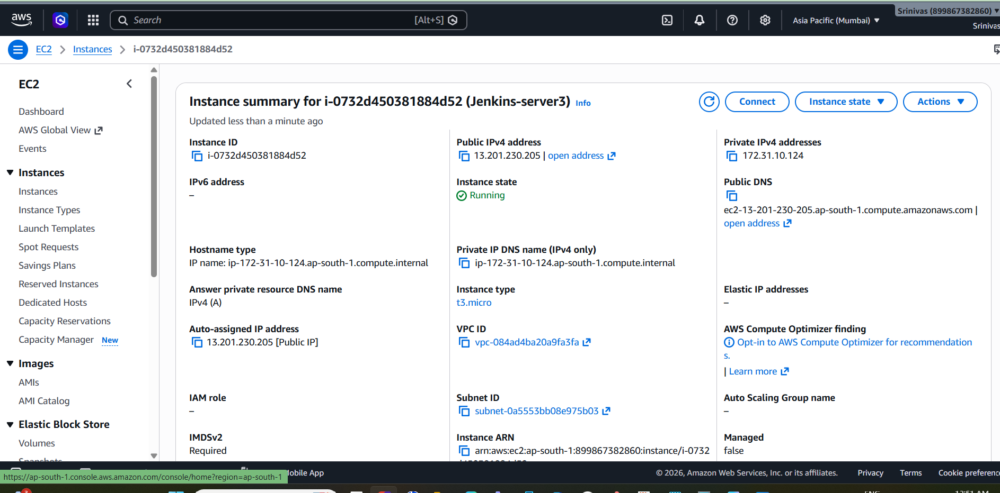 aws
Search
[Alt+S]
Asia Pacific (Mumbai)
Srinivas (899867382860)
Srinivas
EC2
Instances
i-0732d450381884d52
EC2
Dashboard
AWS Global View
Events
Instances
Instances
Instance Types
Launch Templates
Spot Requests
Savings Plans
Reserved Instances
Dedicated Hosts
Capacity Reservations
Capacity Manager New
Images
AMIs
AMI Catalog
Elastic Block Store
Volumes
Snapshots
Instance summary for i-0732d450381884d52 (Jenkins-server3) Info
Updated less than a minute ago
Connect
Instance state
Actions
Instance ID
i-0732d450381884d52
Public IPv4 address
13.201.230.205 | open address
Private IPv4 addresses
172.31.10.124
IPv6 address
–
Instance state
Running
Public DNS
ec2-13-201-230-205.ap-south-1.compute.amazonaws.com |
open address
Hostname type
IP name: ip-172-31-10-124.ap-south-1.compute.internal
Private IP DNS name (IPv4 only)
ip-172-31-10-124.ap-south-1.compute.internal
Answer private resource DNS name
IPv4 (A)
Instance type
t3.micro
Elastic IP addresses
–
Auto-assigned IP address
13.201.230.205 [Public IP]
VPC ID
vpc-084ad4ba20a9fa3fa
AWS Compute Optimizer finding
Opt-in to AWS Compute Optimizer for recommendation
s.
| Learn more
IAM role
–
Subnet ID
subnet-0a5553bb08e975b03
Auto Scaling Group name
–
IMDSv2
Required
Instance ARN
arn:aws:ec2:ap-south-1:899867382860:instance/i-0732
Managed
false
https://ap-south-1.console.aws.amazon.com/console/home?region=ap-south-1
Mobile App
© 2026, Amazon Web Services, Inc. or its affiliates.
Privacy
Terms
Cookie preferenc